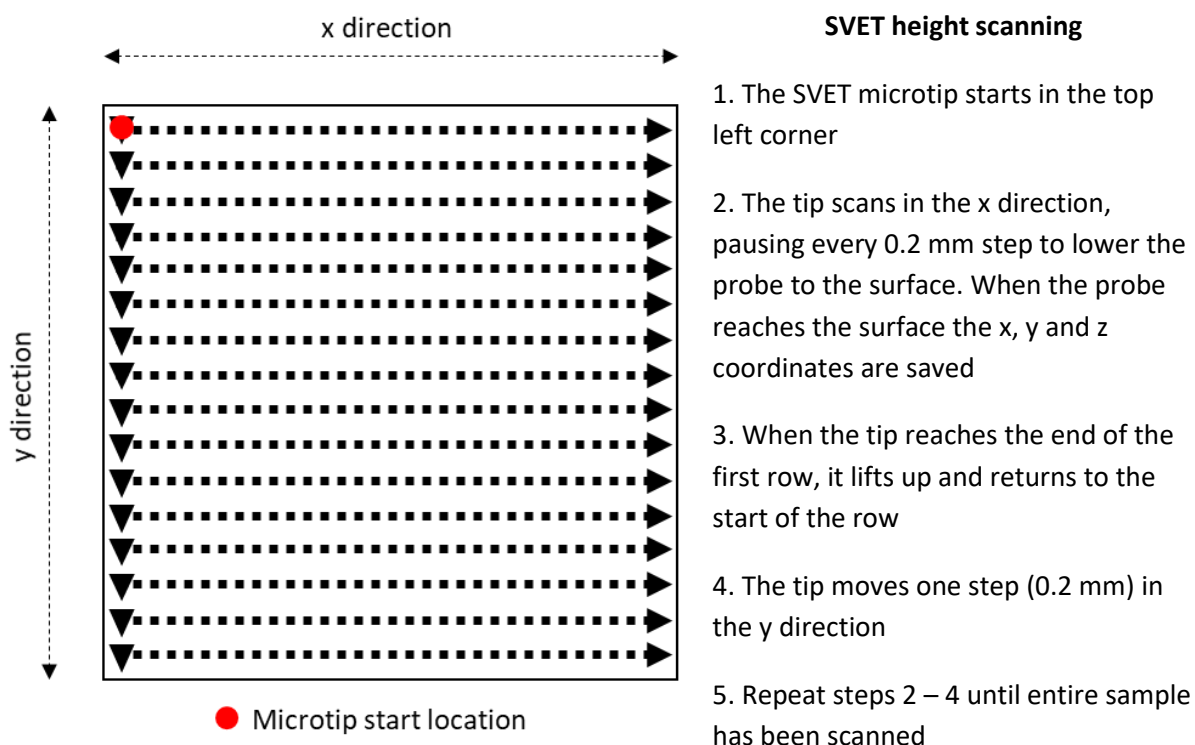 x direction
y direction
Microtip start location
SVET height scanning
1. The SVET microtip starts in the top
left corner
2. The tip scans in the x direction,
pausing every 0.2 mm step to lower the
probe to the surface. When the probe
reaches the surface the x, y and z
coordinates are saved
3. When the tip reaches the end of the
first row, it lifts up and returns to the
start of the row
4. The tip moves one step (0.2 mm) in
the y direction
5. Repeat steps 2 – 4 until entire sample
has been scanned